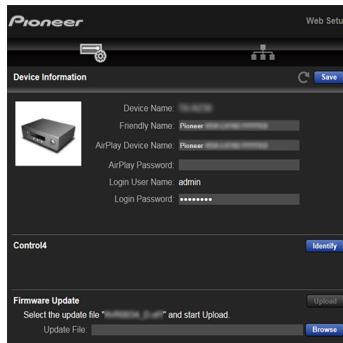 Pioneer
Web Setu
Device Information
Save
Device Name:
Friendly Name: Pioneer
AirPlay Device Name: Pioneer
AirPlay Password:
Login User Name: admin
Login Password: ••••••••
Control4
Identify
Firmware Update
Upload
Select the update file "                " and start Upload.
Update File:
Browse